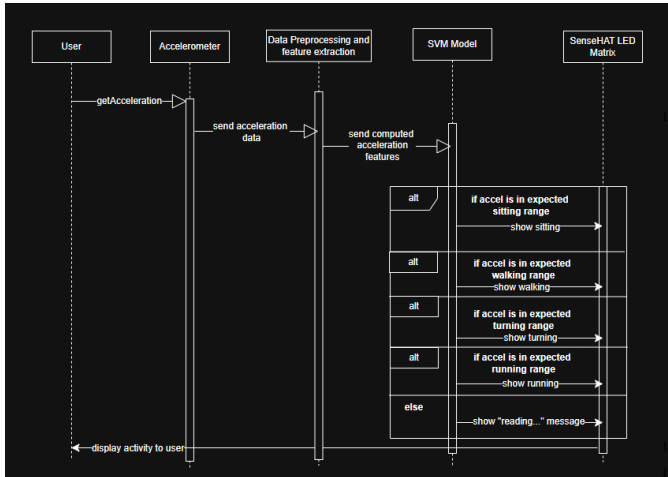 User
Accelerometer
Data Preprocessing and
feature extraction
SVM Model
SenseHAT LED
Matrix
getAcceleration
send acceleration
data
send computed
acceleration
features
alt
if accel is in expected
sitting range
show sitting
alt
if accel is in expected
walking range
show walking
alt
if accel is in expected
turning range
show turning
alt
if accel is in expected
running range
show running
else
show "reading..." message
display activity to user